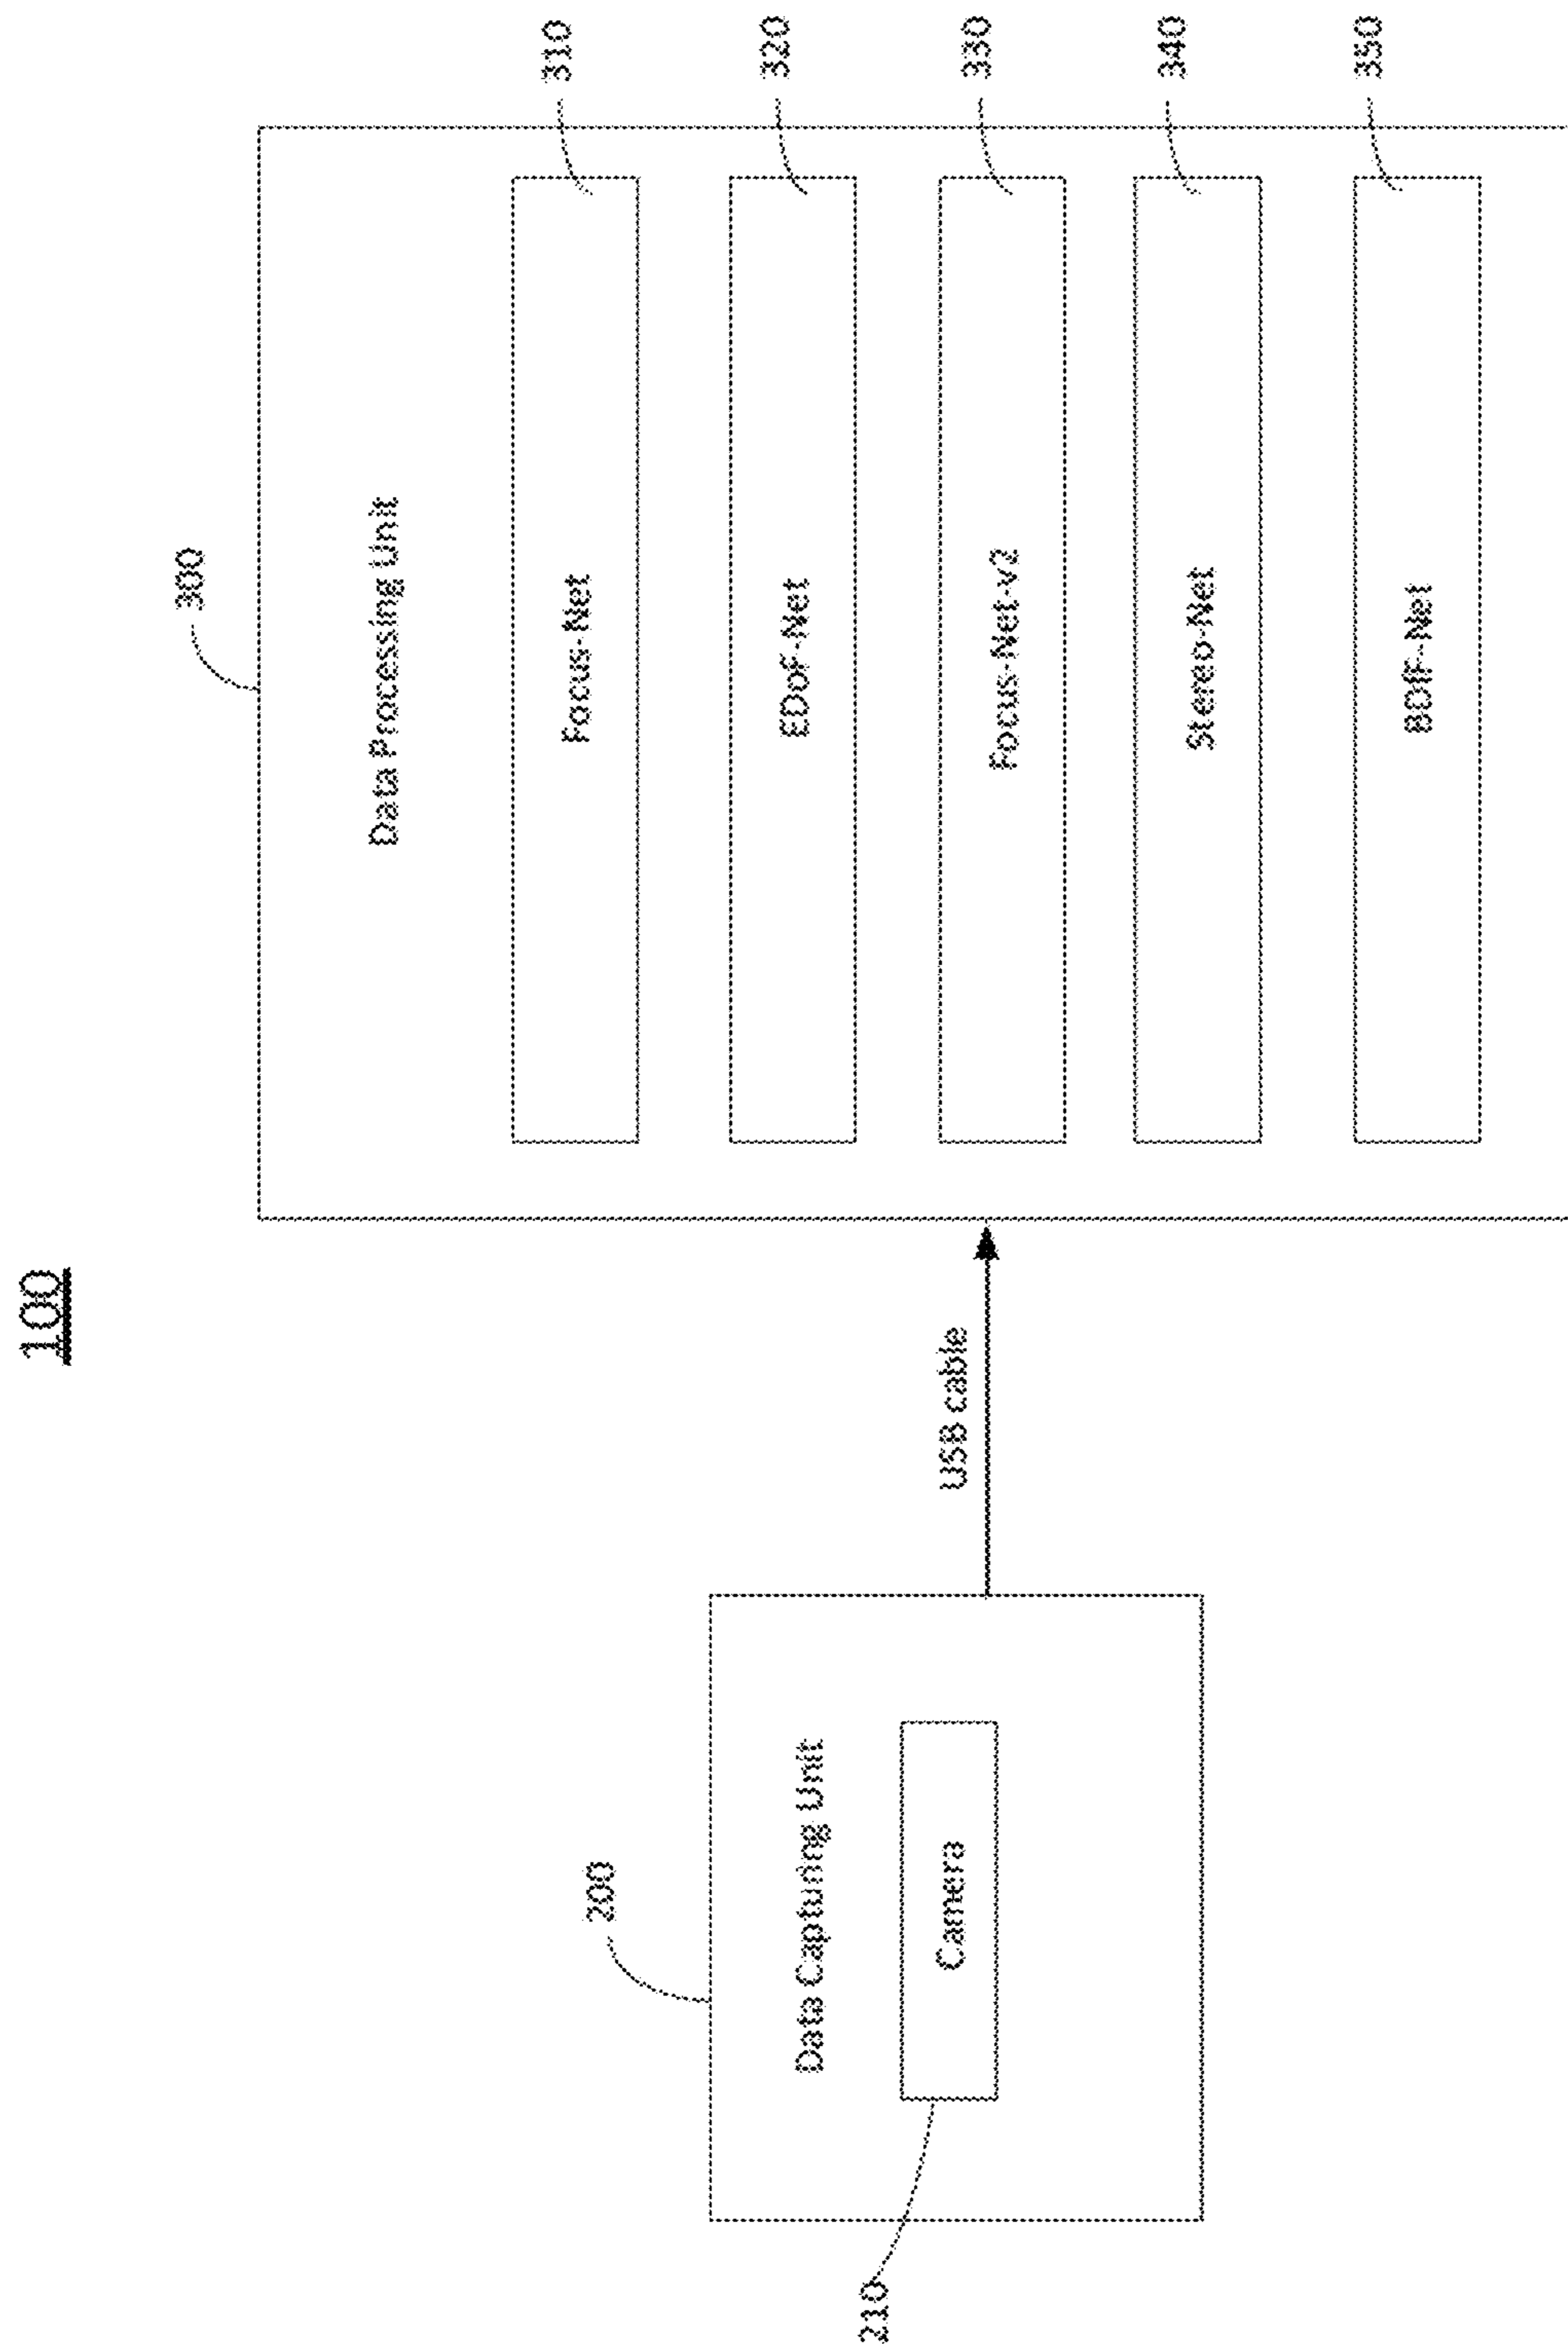 100
300
Data Processing Unit
Focus-Net
310
EDoF-Net
320
Focus-Net-v2
330
Stereo-Net
340
BDfF-Net
350
USB cable
200
Data Capturing Unit
Camera
210